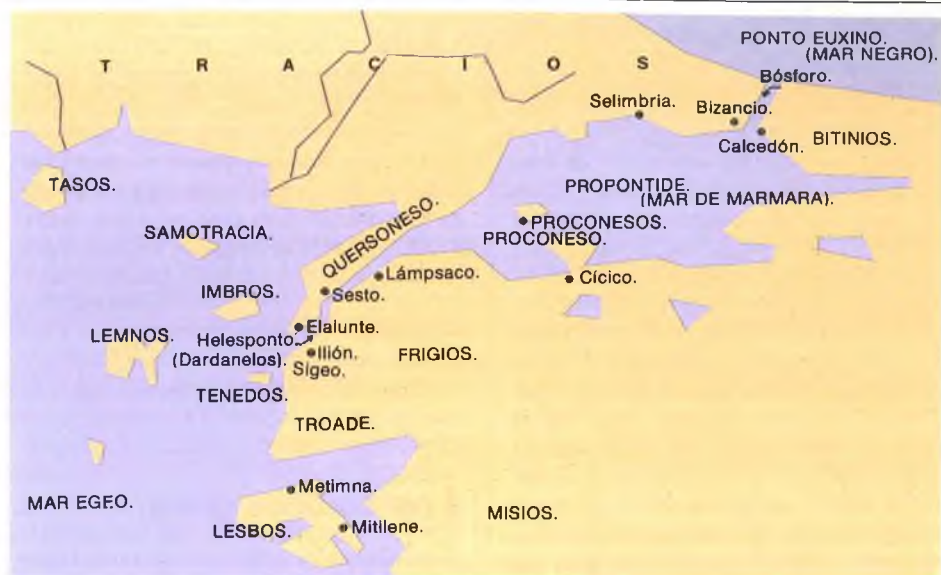 PONTO EUXINO.
(MAR NEGRO).
T R A C I O S
Bósforo.
Selimbria.
Bizancio.
Calcedón.
BITINIOS.
TASOS.
PROPONTIDE.
(MAR DE MARMARA).
SAMOTRACIA.
QUERSONESO.
PROCONESOS.
PROCONESO.
Lámpsaco.
Cícico.
IMBROS.
Sesto.
LEMNOS.
Elalunte.
Helesponto.
(Dardanelos).
Ilión.
Sigeo.
FRIGIOS.
TENEDOS.
TROADE.
Metimna.
MAR EGEO.
LESBOS.
Mitilene.
MISIOS.